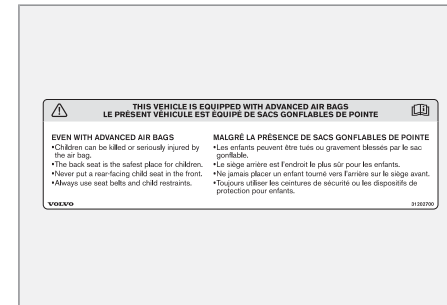 THIS VEHICLE IS EQUIPPED WITH ADVANCED AIR BAGS
LE PRÉSENT VÉHICULE EST ÉQUIPÉ DE SACS GONFLABLES DE POINTE
EVEN WITH ADVANCED AIR BAGS
•Children can be killed or seriously injured by
the air bag.
•The back seat is the safest place for children.
•Never put a rear-facing child seat in the front.
•Always use seat belts and child restraints.
MALGRÉ LA PRÉSENCE DE SACS GONFLABLES DE POINTE
•Les enfants peuvent être tués ou gravement blessés par le sac
gonflable.
•Le siège arrière est l'endroit le plus sûr pour les enfants.
•Ne jamais placer un enfant tourné vers l'arrière sur le siège avant.
•Toujours utiliser les ceintures de sécurité ou les dispositifs de
protection pour enfants.
VOLVO
31202700